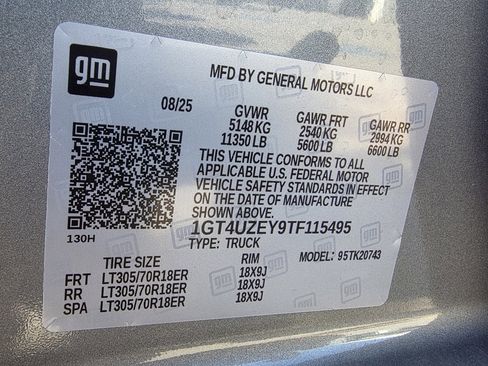 gm
MFD BY GENERAL MOTORS LLC
08/25
GVWR GAWR FRT GAWR RR
5148 KG 2540 KG 2994 KG
11350 LB 5600 LB 6600 LB
THIS VEHICLE CONFORMS TO ALL
APPLICABLE U.S. FEDERAL MOTOR
VEHICLE SAFETY STANDARDS IN EFFECT
ON THE DATE OF MANUFACTURE
SHOWN ABOVE.
1GT4UZEY9TF115495
130H
TYPE: TRUCK
MODEL: 95TK20743
TIRE SIZE RIM
FRT LT305/70R18ER 18X9J
RR LT305/70R18ER 18X9J
SPA LT305/70R18ER 18X9J